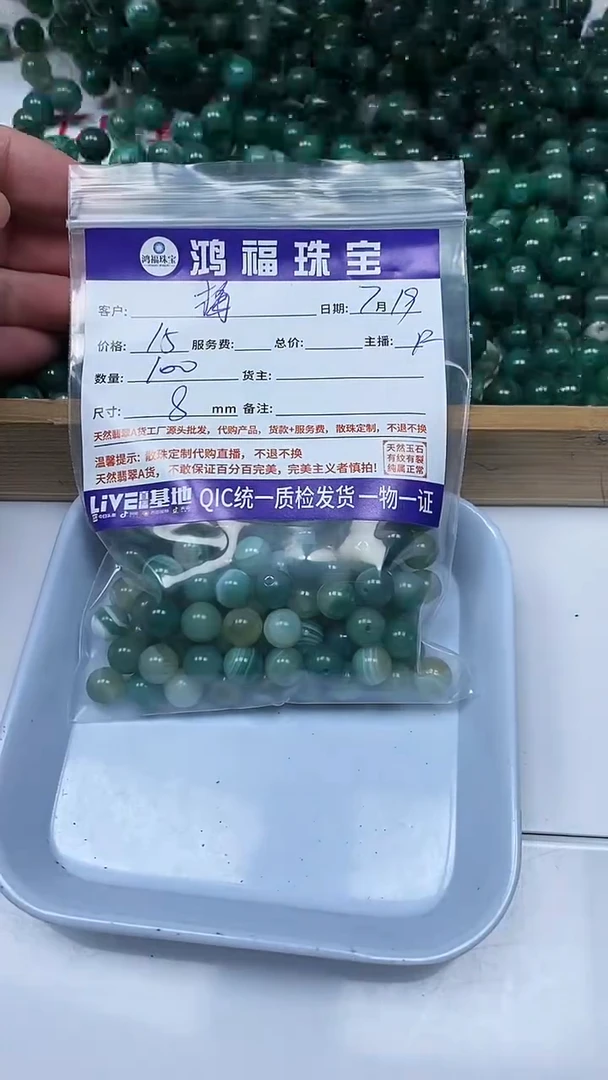 鸿福珠宝 鸿福珠宝
客户: 日期: 7月19
价格: 15 服务费: 总价: 主播:
数量: 100 货主:
尺寸: 8 mm 备注:
天然翡翠A货工厂源头批发，代购产品，货款+服务费，散珠定制，不退不换
温馨提示: 散珠定制代购直播，不退不换
天然翡翠A货，不敢保证百分百完美，完美主义者慎拍!
天然玉石
有纹有裂
纯属正常
LiVE直播基地 QIC统一质检发货 一物一证